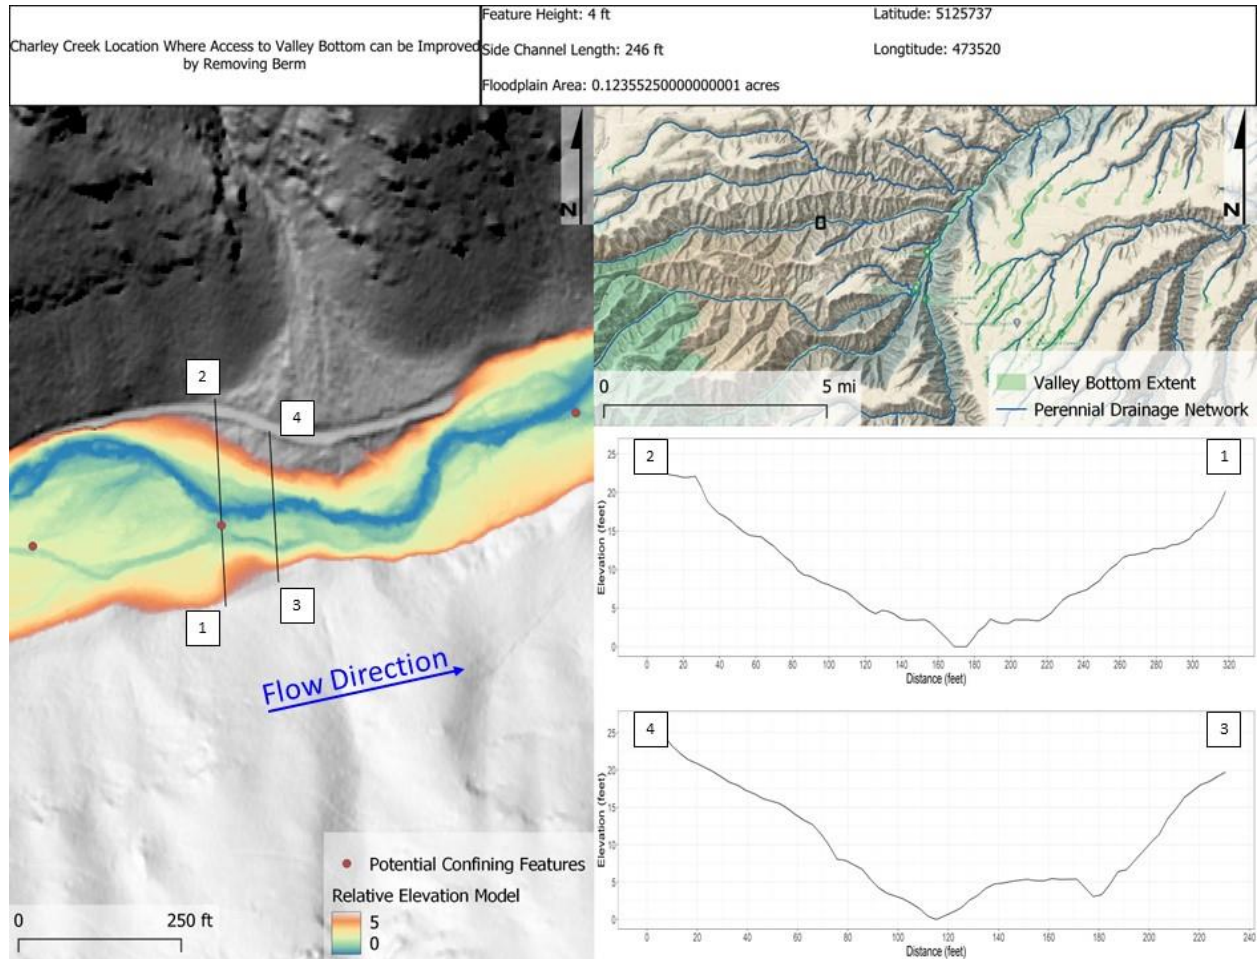 Charley Creek Location Where Access to Valley Bottom can be Improved
by Removing Berm
Feature Height: 4 ft
Latitude: 5125737
Side Channel Length: 246 ft
Longtitude: 473520
Floodplain Area: 0.12355250000000001 acres
N
2
4
1
3
Flow Direction
Potential Confining Features
Relative Elevation Model
5
0
0 250 ft
N
0 5 mi
Valley Bottom Extent
Perennial Drainage Network
2
1
Elevation (feet)
25
20
15
10
5
0
0 20 40 60 80 100 120 140 160 180 200 220 240 260 280 300 320
Distance (feet)
4
3
Elevation (feet)
25
20
15
10
5
0
0 20 40 60 80 100 120 140 160 180 200 220 240
Distance (feet)